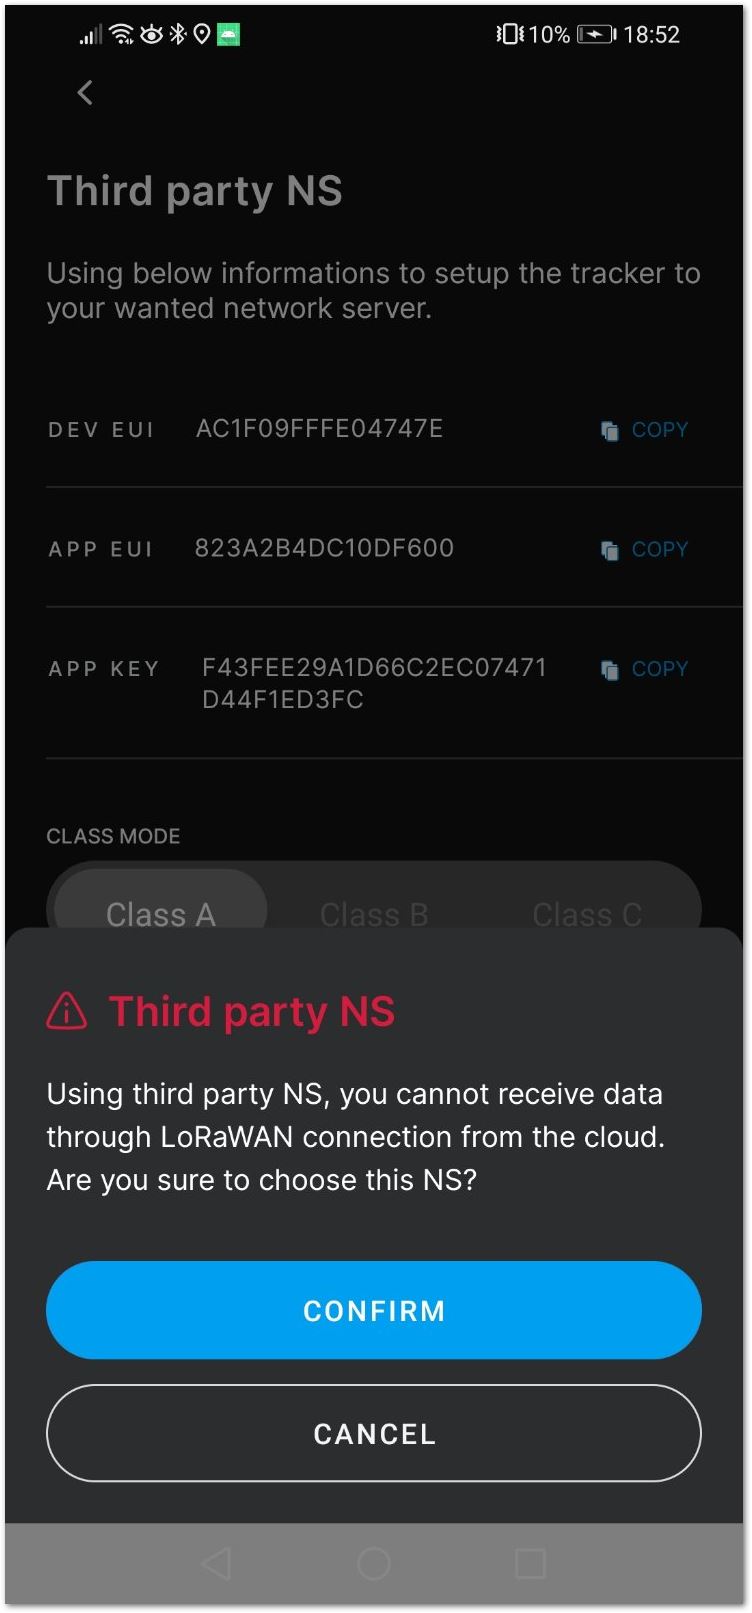 10% 18:52
Third party NS
Using below informations to setup the tracker to
your wanted network server.
DEV EUI AC1F09FFFE04747E COPY
APP EUI 823A2B4DC10DF600 COPY
APP KEY F43FEE29A1D66C2EC07471 COPY
D44F1ED3FC
CLASS MODE
Class A Class B Class C
Third party NS
Using third party NS, you cannot receive data
through LoRaWAN connection from the cloud.
Are you sure to choose this NS?
CONFIRM
CANCEL